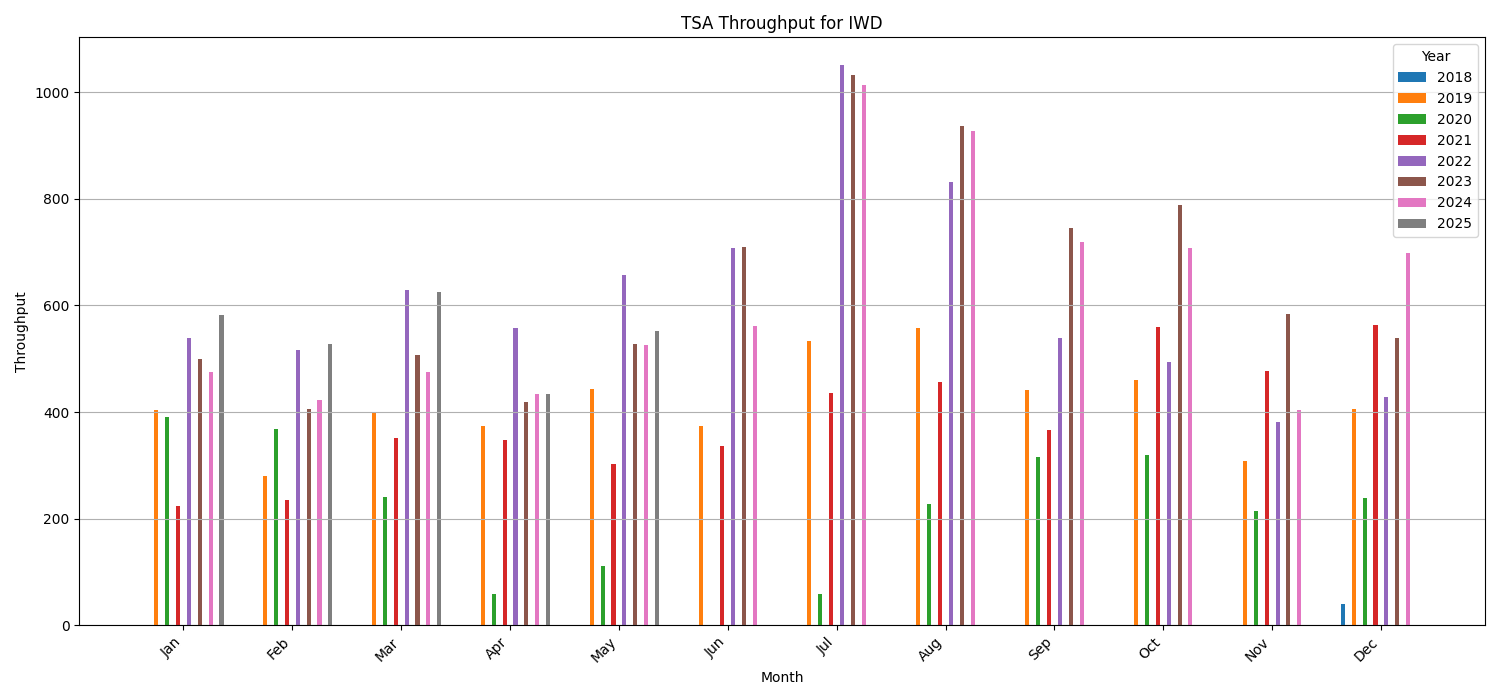 TSA Throughput for IWD
Throughput
1000
800
600
400
200
0
Year
2018
2019
2020
2021
2022
2023
2024
2025
Jan
Feb
Mar
Apr
May
Jun
Jul
Aug
Sep
Oct
Nov
Dec
Month